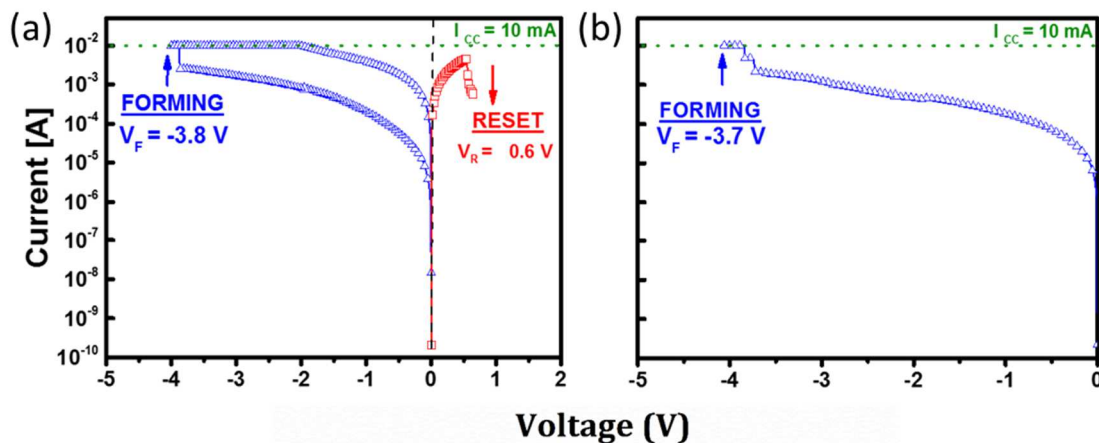 (a)
I CC = 10 mA
FORMING
V_F = -3.8 V
RESET
V_R = 0.6 V
Current [A]
10^-2
10^-3
10^-4
10^-5
10^-6
10^-7
10^-8
10^-9
10^-10
-5 -4 -3 -2 -1 0 1 2
(b)
I CC = 10 mA
FORMING
V_F = -3.7 V
-5 -4 -3 -2 -1 0
Voltage (V)